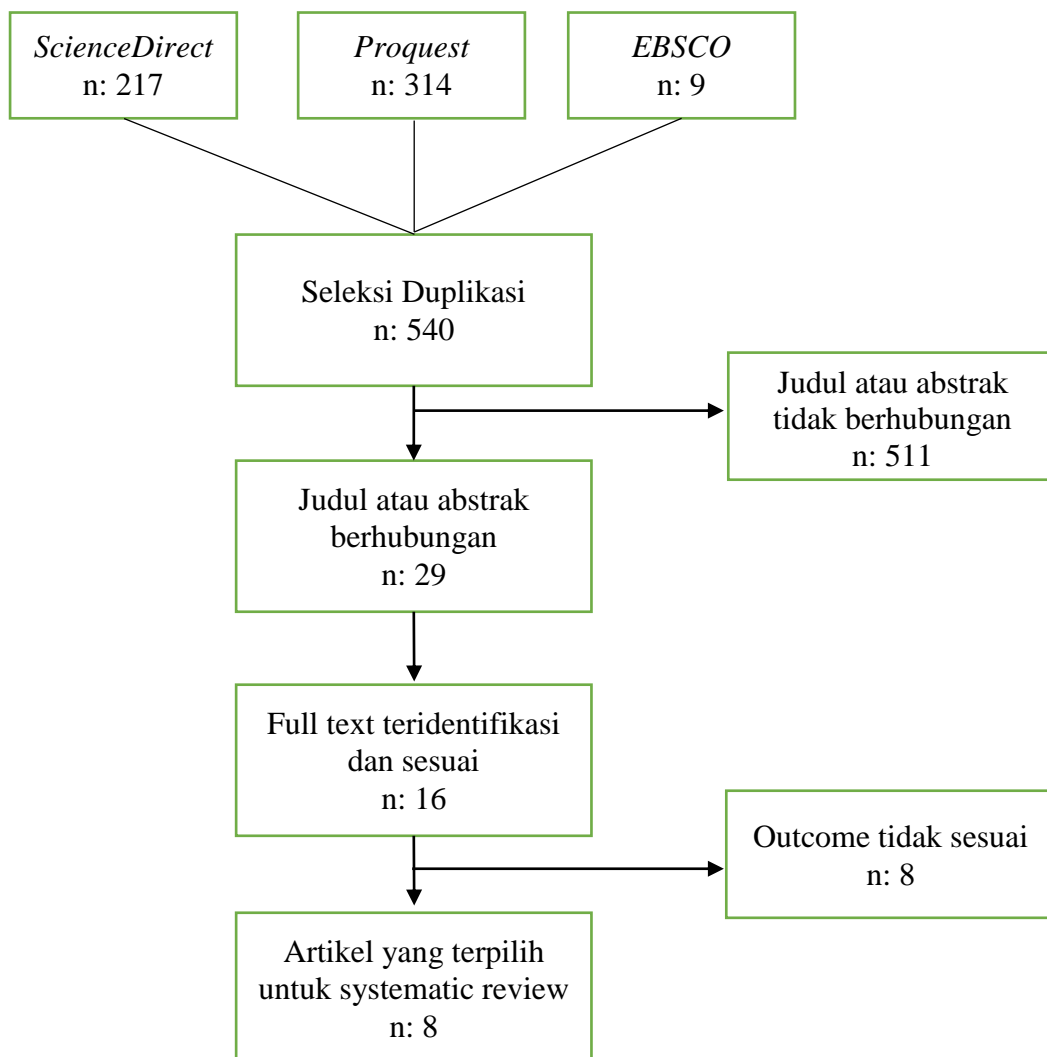 ScienceDirect
n: 217
Proquest
n: 314
EBSCO
n: 9
Seleksi Duplikasi
n: 540
Judul atau abstrak
tidak berhubungan
n: 511
Judul atau abstrak
berhubungan
n: 29
Full text teridentifikasi
dan sesuai
n: 16
Outcome tidak sesuai
n: 8
Artikel yang terpilih
untuk systematic review
n: 8